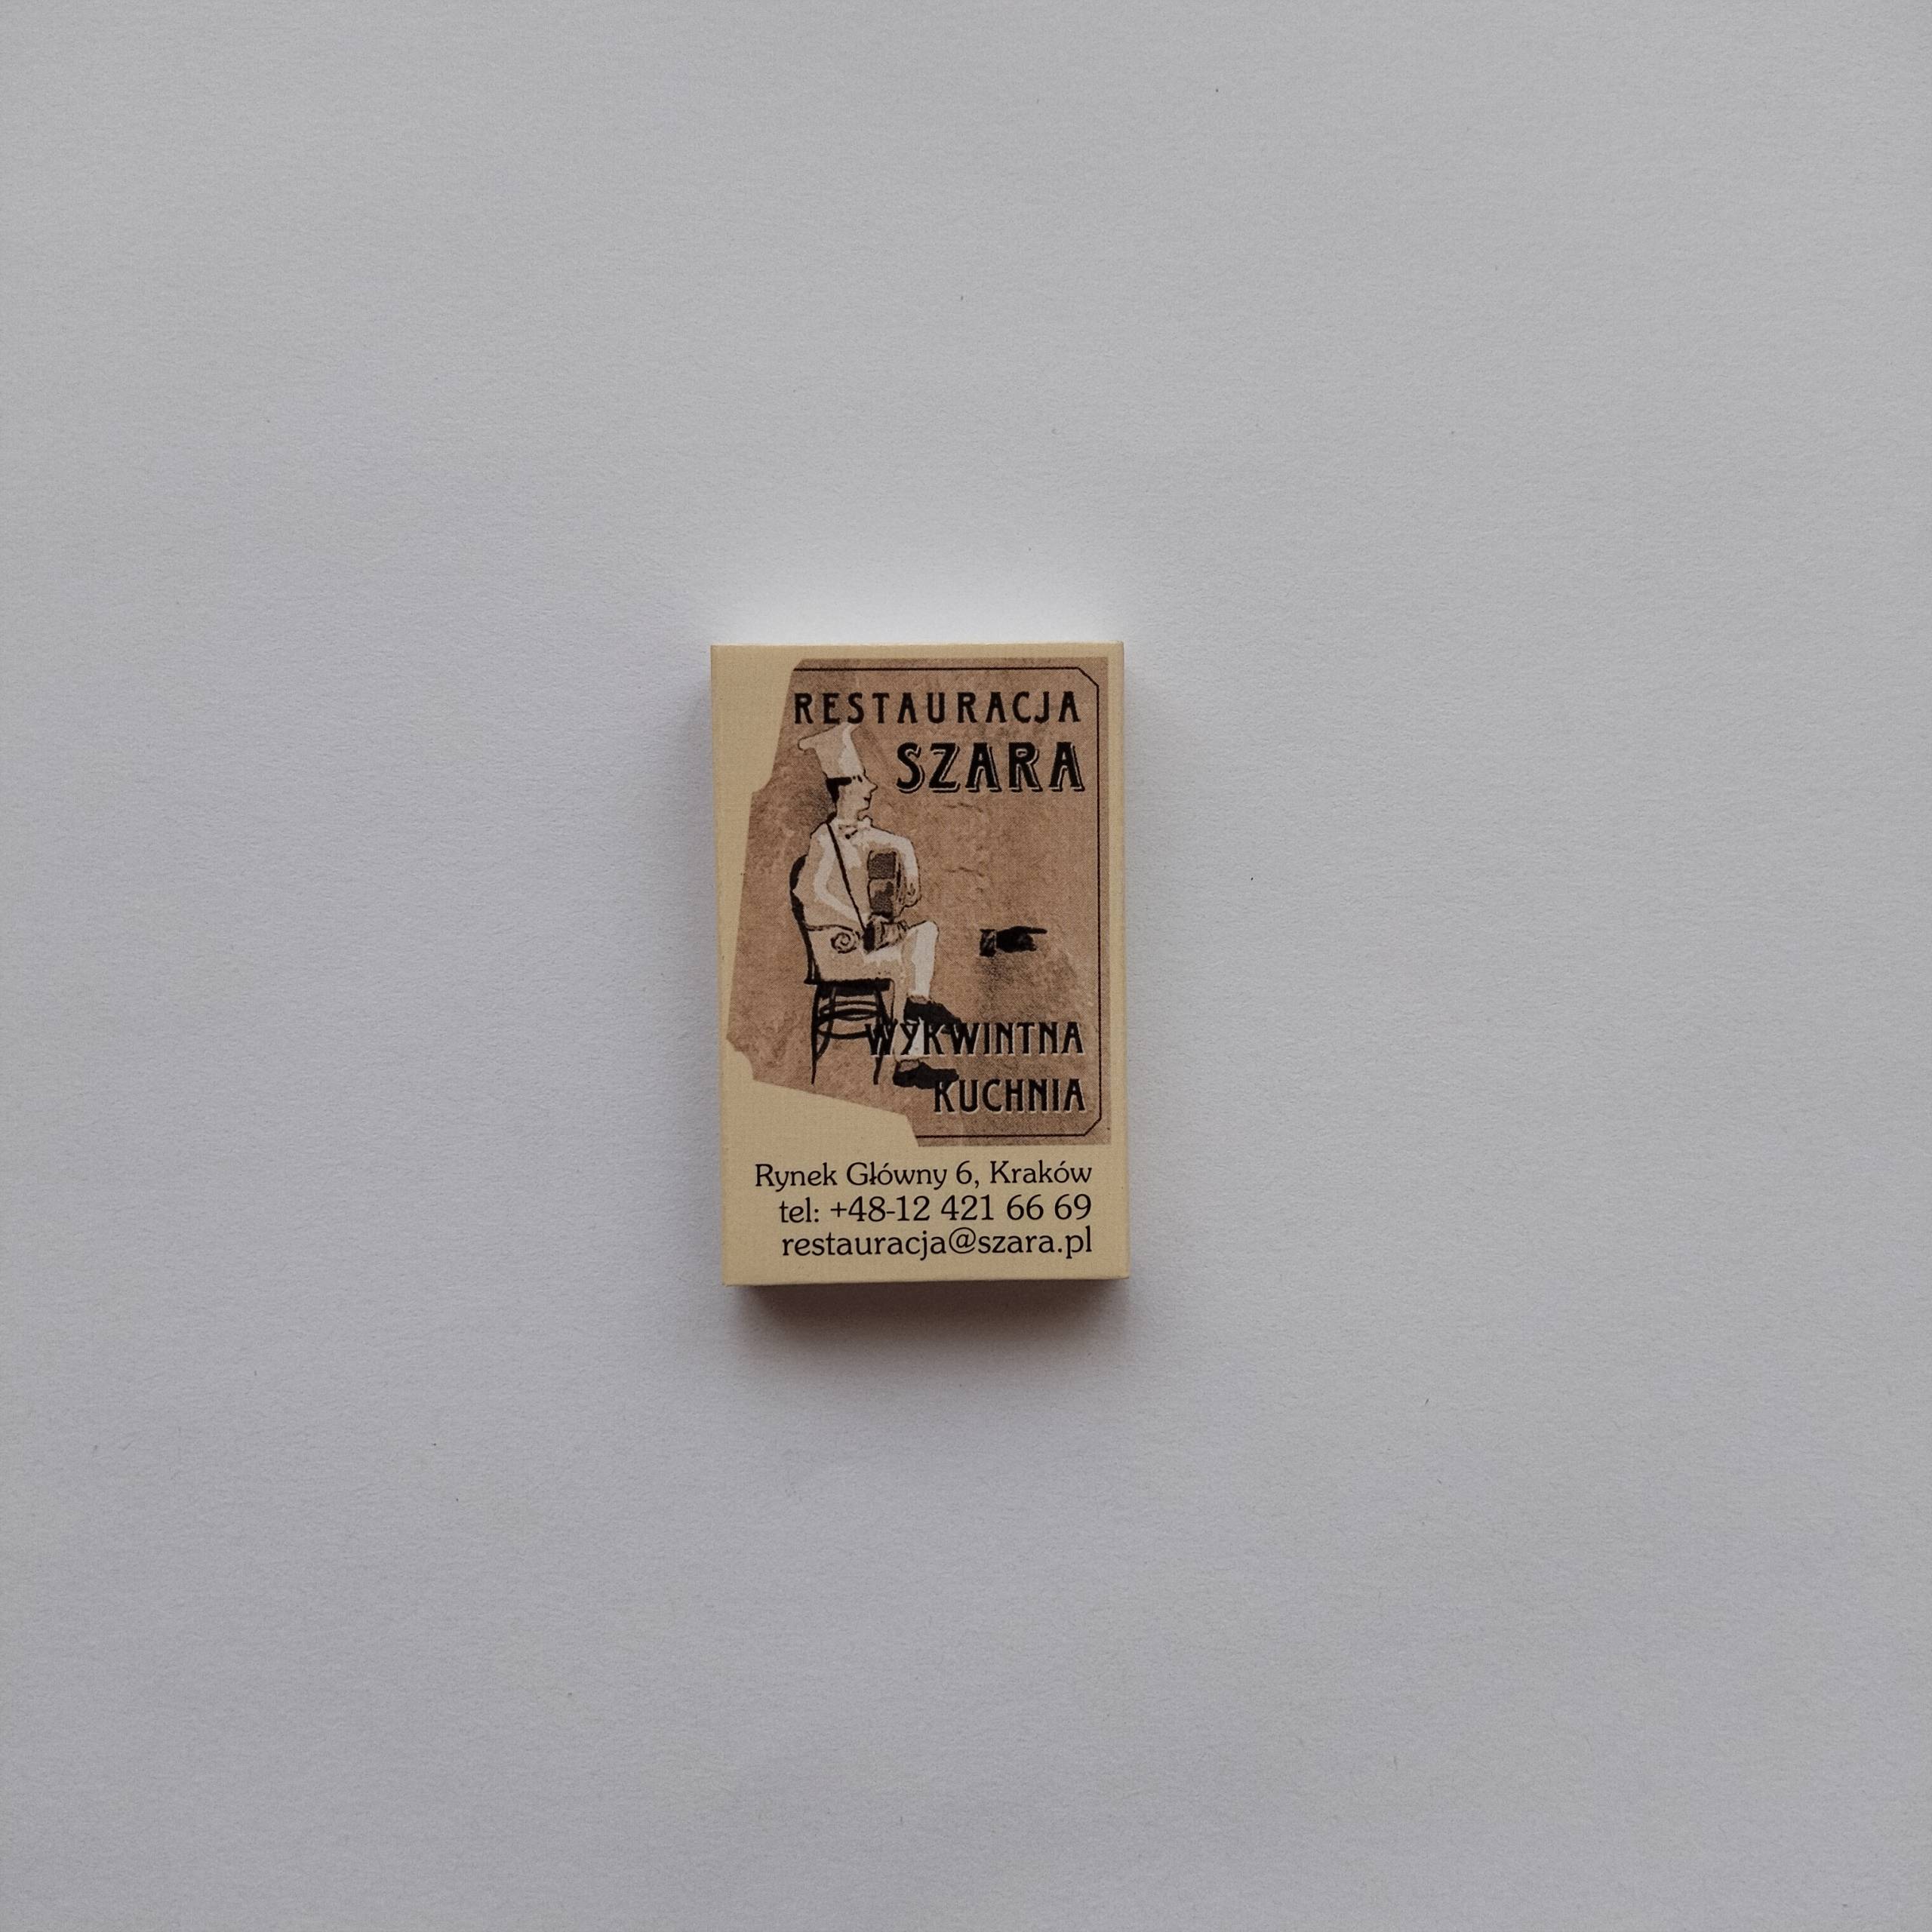 RESTAURACJA
SZARA
WYKWINTNA
KUCHNIA
Rynek Główny 6, Kraków
tel: +48-12 421 66 69
restauracja@szara.pl